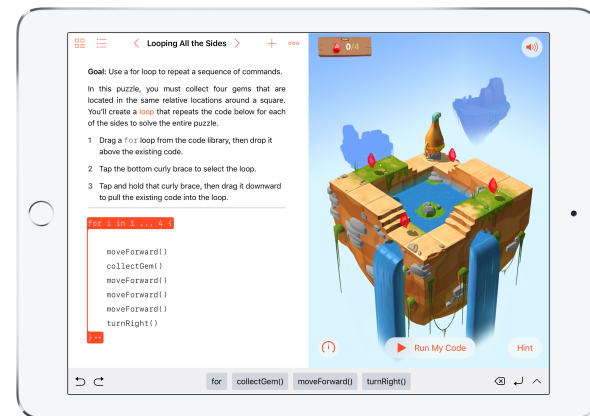 Looping All the Sides
0/4
Goal: Use a for loop to repeat a sequence of commands.
In this puzzle, you must collect four gems that are
located in the same relative locations around a square.
You'll create a loop that repeats the code below for each
of the sides to solve the entire puzzle.
1 Drag a for loop from the code library, then drop it
above the existing code.
2 Tap the bottom curly brace to select the loop.
3 Tap and hold that curly brace, then drag it downward
to pull the existing code into the loop.
for i in 1 ... 4 {
moveForward()
collectGem()
moveForward()
moveForward()
moveForward()
turnRight()
}
Run My Code
Hint
for collectGem() moveForward() turnRight()